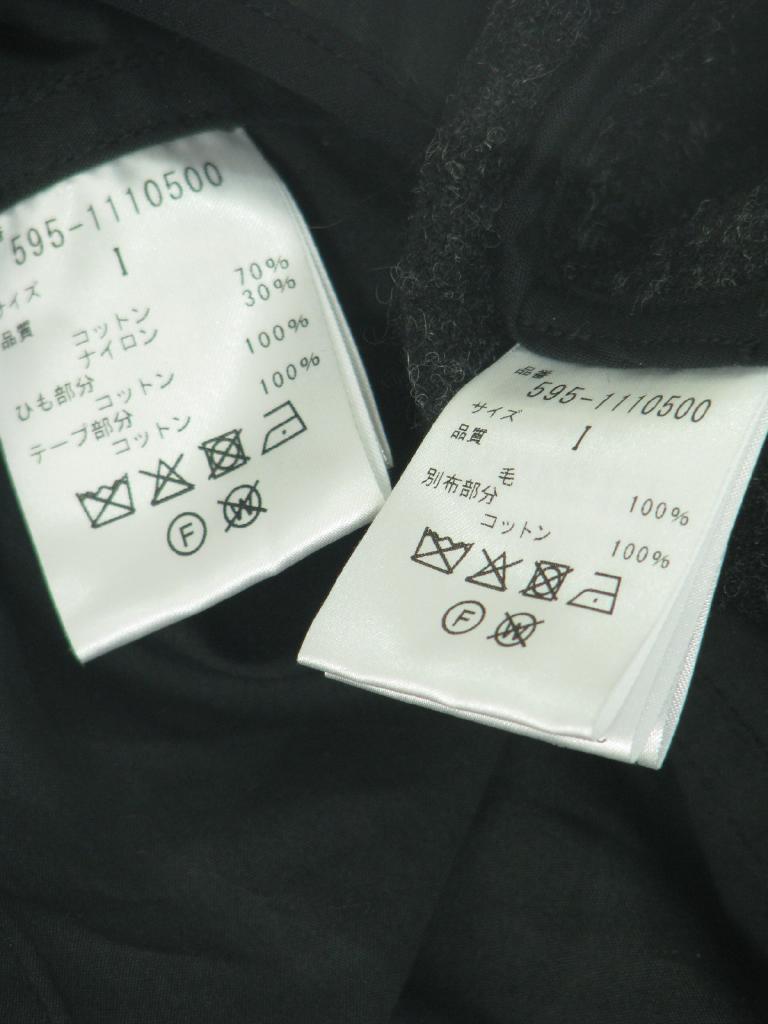 595-1110500
サイズ I
品質 コットン 70%
ナイロン 30%
ひも部分
コットン 100%
テープ部分
コットン 100%
F
W
品番 595-1110500
サイズ I
品質
毛 100%
別布部分
コットン 100%
F
W